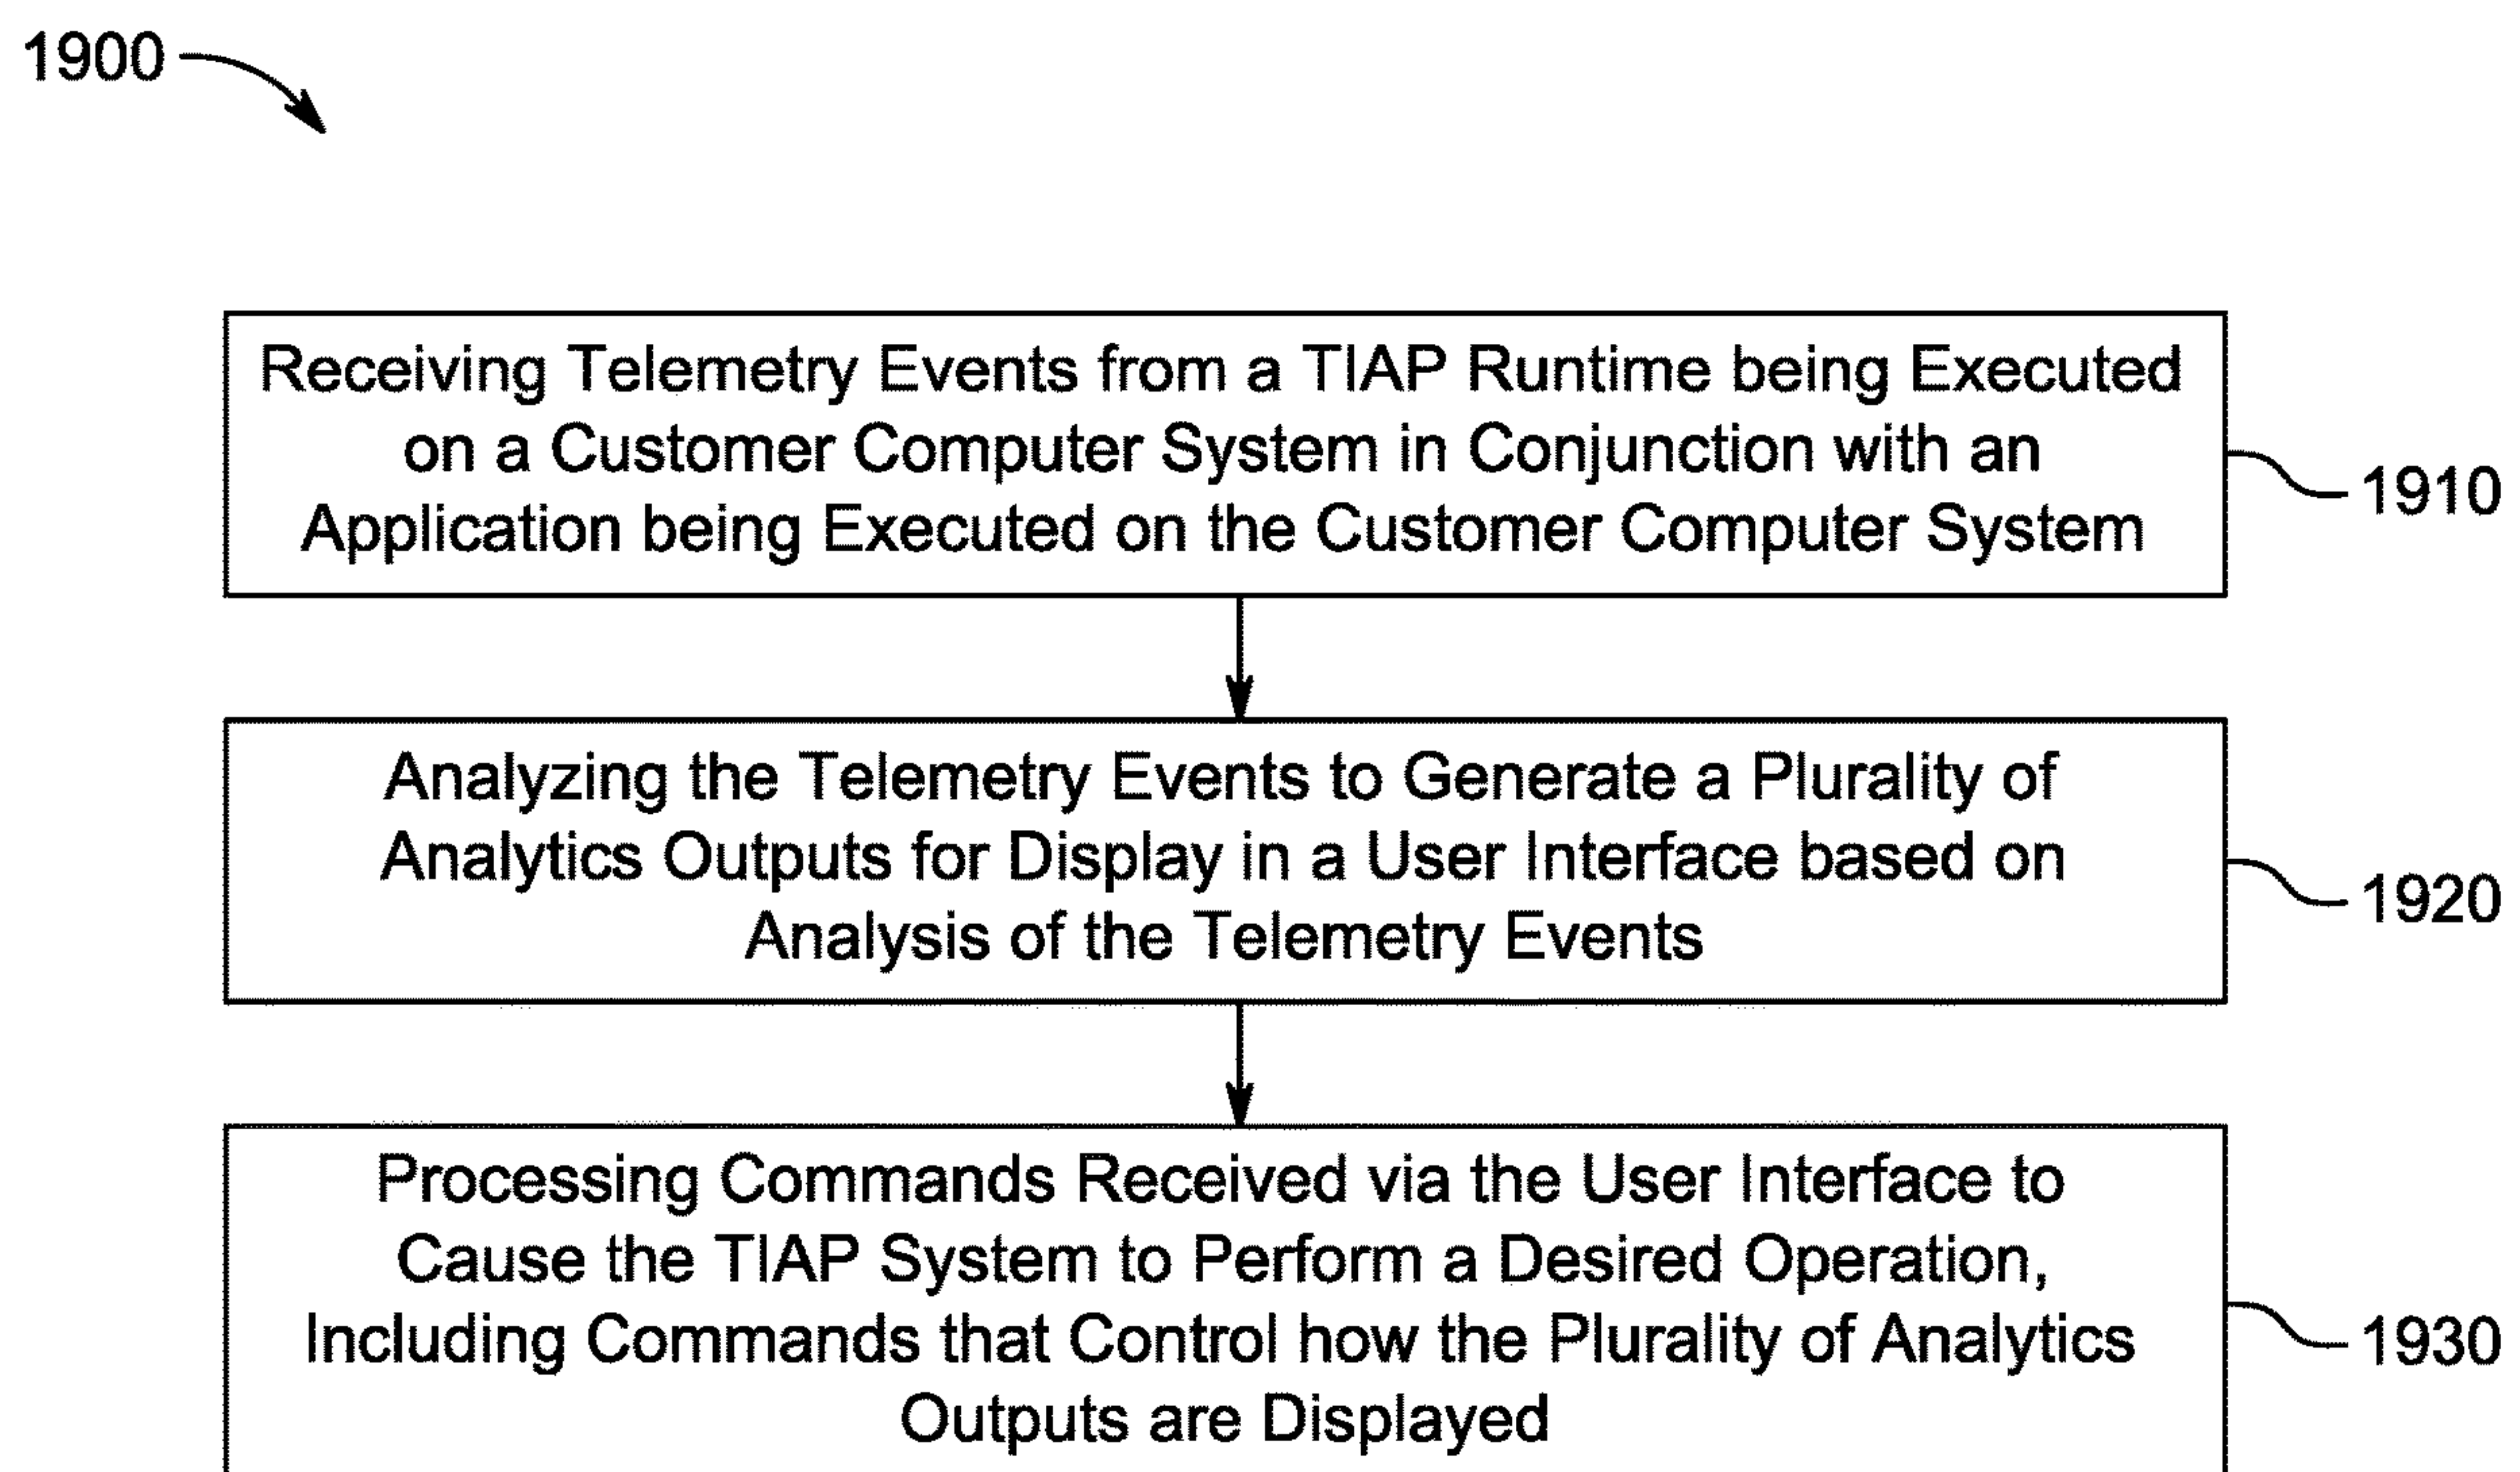 1900
Receiving Telemetry Events from a TIAP Runtime being Executed
on a Customer Computer System in Conjunction with an
Application being Executed on the Customer Computer System
1910
Analyzing the Telemetry Events to Generate a Plurality of
Analytics Outputs for Display in a User Interface based on
Analysis of the Telemetry Events
1920
Processing Commands Received via the User Interface to
Cause the TIAP System to Perform a Desired Operation,
Including Commands that Control how the Plurality of Analytics
Outputs are Displayed
1930